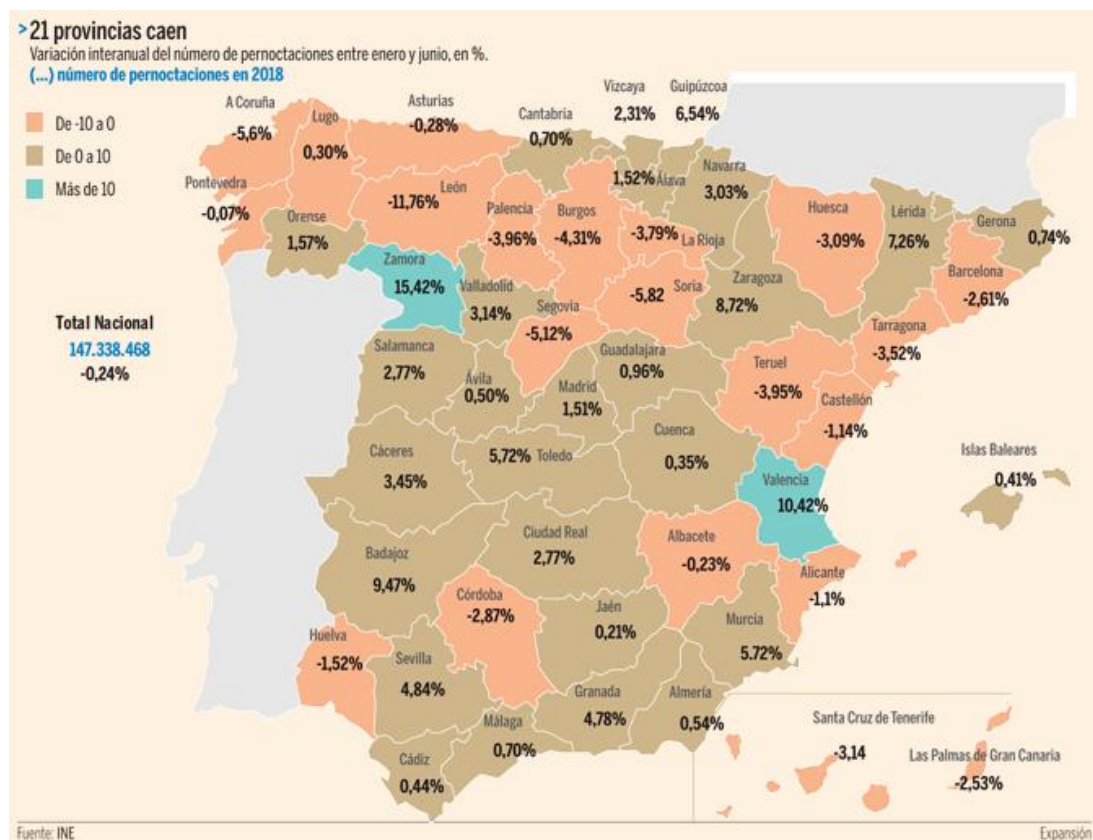 > 21 provincias caen
Variación interanual del número de pernoctaciones entre enero y junio, en %.
(...) número de pernoctaciones en 2018
De -10 a 0
De 0 a 10
Más de 10
A Coruña
-5,6%
Lugo
0,30%
Asturias
-0,28%
Cantabria
0,70%
Vizcaya
2,31%
Guipúzcoa
6,54%
Álava
1,52%
Navarra
3,03%
Pontevedra
-0,07%
Orense
1,57%
León
-11,76%
Palencia
-3,96%
Burgos
-4,31%
La Rioja
-3,79%
Huesca
-3,09%
Lérida
7,26%
Gerona
0,74%
Barcelona
-2,61%
Zamora
15,42%
Valladolid
3,14%
Segovia
-5,12%
Soria
-5,82
Zaragoza
8,72%
Tarragona
-3,52%
Total Nacional
147.338.468
-0,24%
Salamanca
2,77%
Ávila
0,50%
Madrid
1,51%
Guadalajara
0,96%
Teruel
-3,95%
Castellón
-1,14%
Cáceres
3,45%
5,72% Toledo
Cuenca
0,35%
Valencia
10,42%
Islas Baleares
0,41%
Badajoz
9,47%
Ciudad Real
2,77%
Albacete
-0,23%
Alicante
-1,1%
Huelva
-1,52%
Córdoba
-2,87%
Jaén
0,21%
Murcia
5.72%
Sevilla
4,84%
Granada
4,78%
Almería
0,54%
Málaga
0,70%
Cádiz
0,44%
Santa Cruz de Tenerife
-3,14
Las Palmas de Gran Canaria
-2,53%
Fuente: INE
Expansión